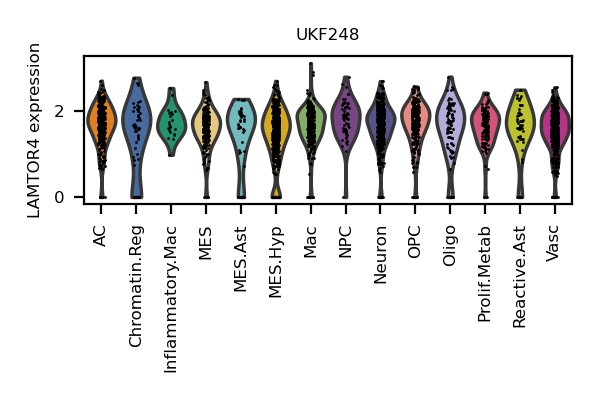 UKF248
LAMTOR4 expression
2
0
AC
Chromatin.Reg
Inflammatory.Mac
MES
MES.Ast
MES.Hyp
Mac
NPC
Neuron
OPC
Oligo
Prolif.Metab
Reactive.Ast
Vasc